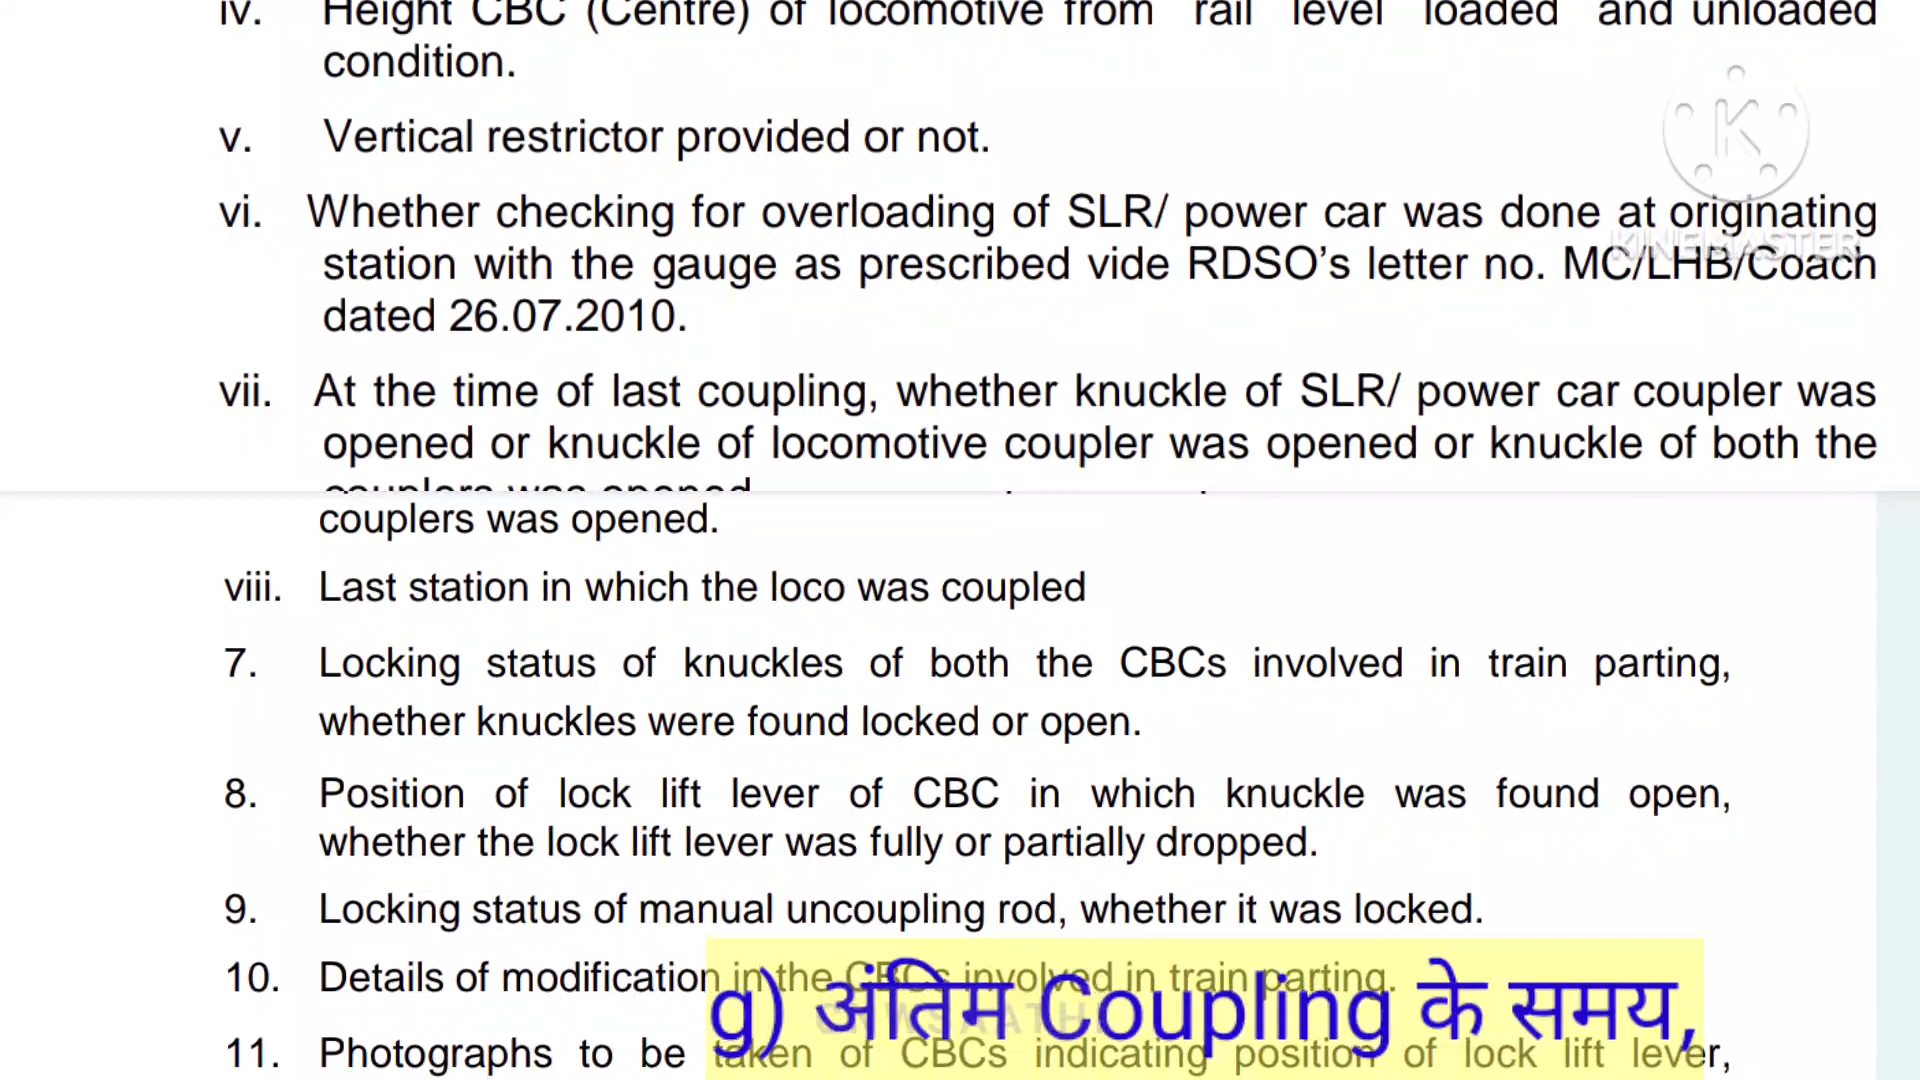 iv. Height CBC (Centre) of locomotive from rail level loaded and unloaded
condition.
v. Vertical restrictor provided or not.
vi. Whether checking for overloading of SLR/ power car was done at originating
station with the gauge as prescribed vide RDSO’s letter no. MC/LHB/Coach
dated 26.07.2010.
KINEMASTER
vii. At the time of last coupling, whether knuckle of SLR/ power car coupler was
opened or knuckle of locomotive coupler was opened or knuckle of both the
couplers was opened
couplers was opened.
viii. Last station in which the loco was coupled
7. Locking status of knuckles of both the CBCs involved in train parting,
whether knuckles were found locked or open.
8. Position of lock lift lever of CBC in which knuckle was found open,
whether the lock lift lever was fully or partially dropped.
9. Locking status of manual uncoupling rod, whether it was locked.
10. Details of modification in the CBCs involved in train parting.
g) अंतिम Coupling के समय,
11. Photographs to be taken of CBCs indicating position of lock lift lever,